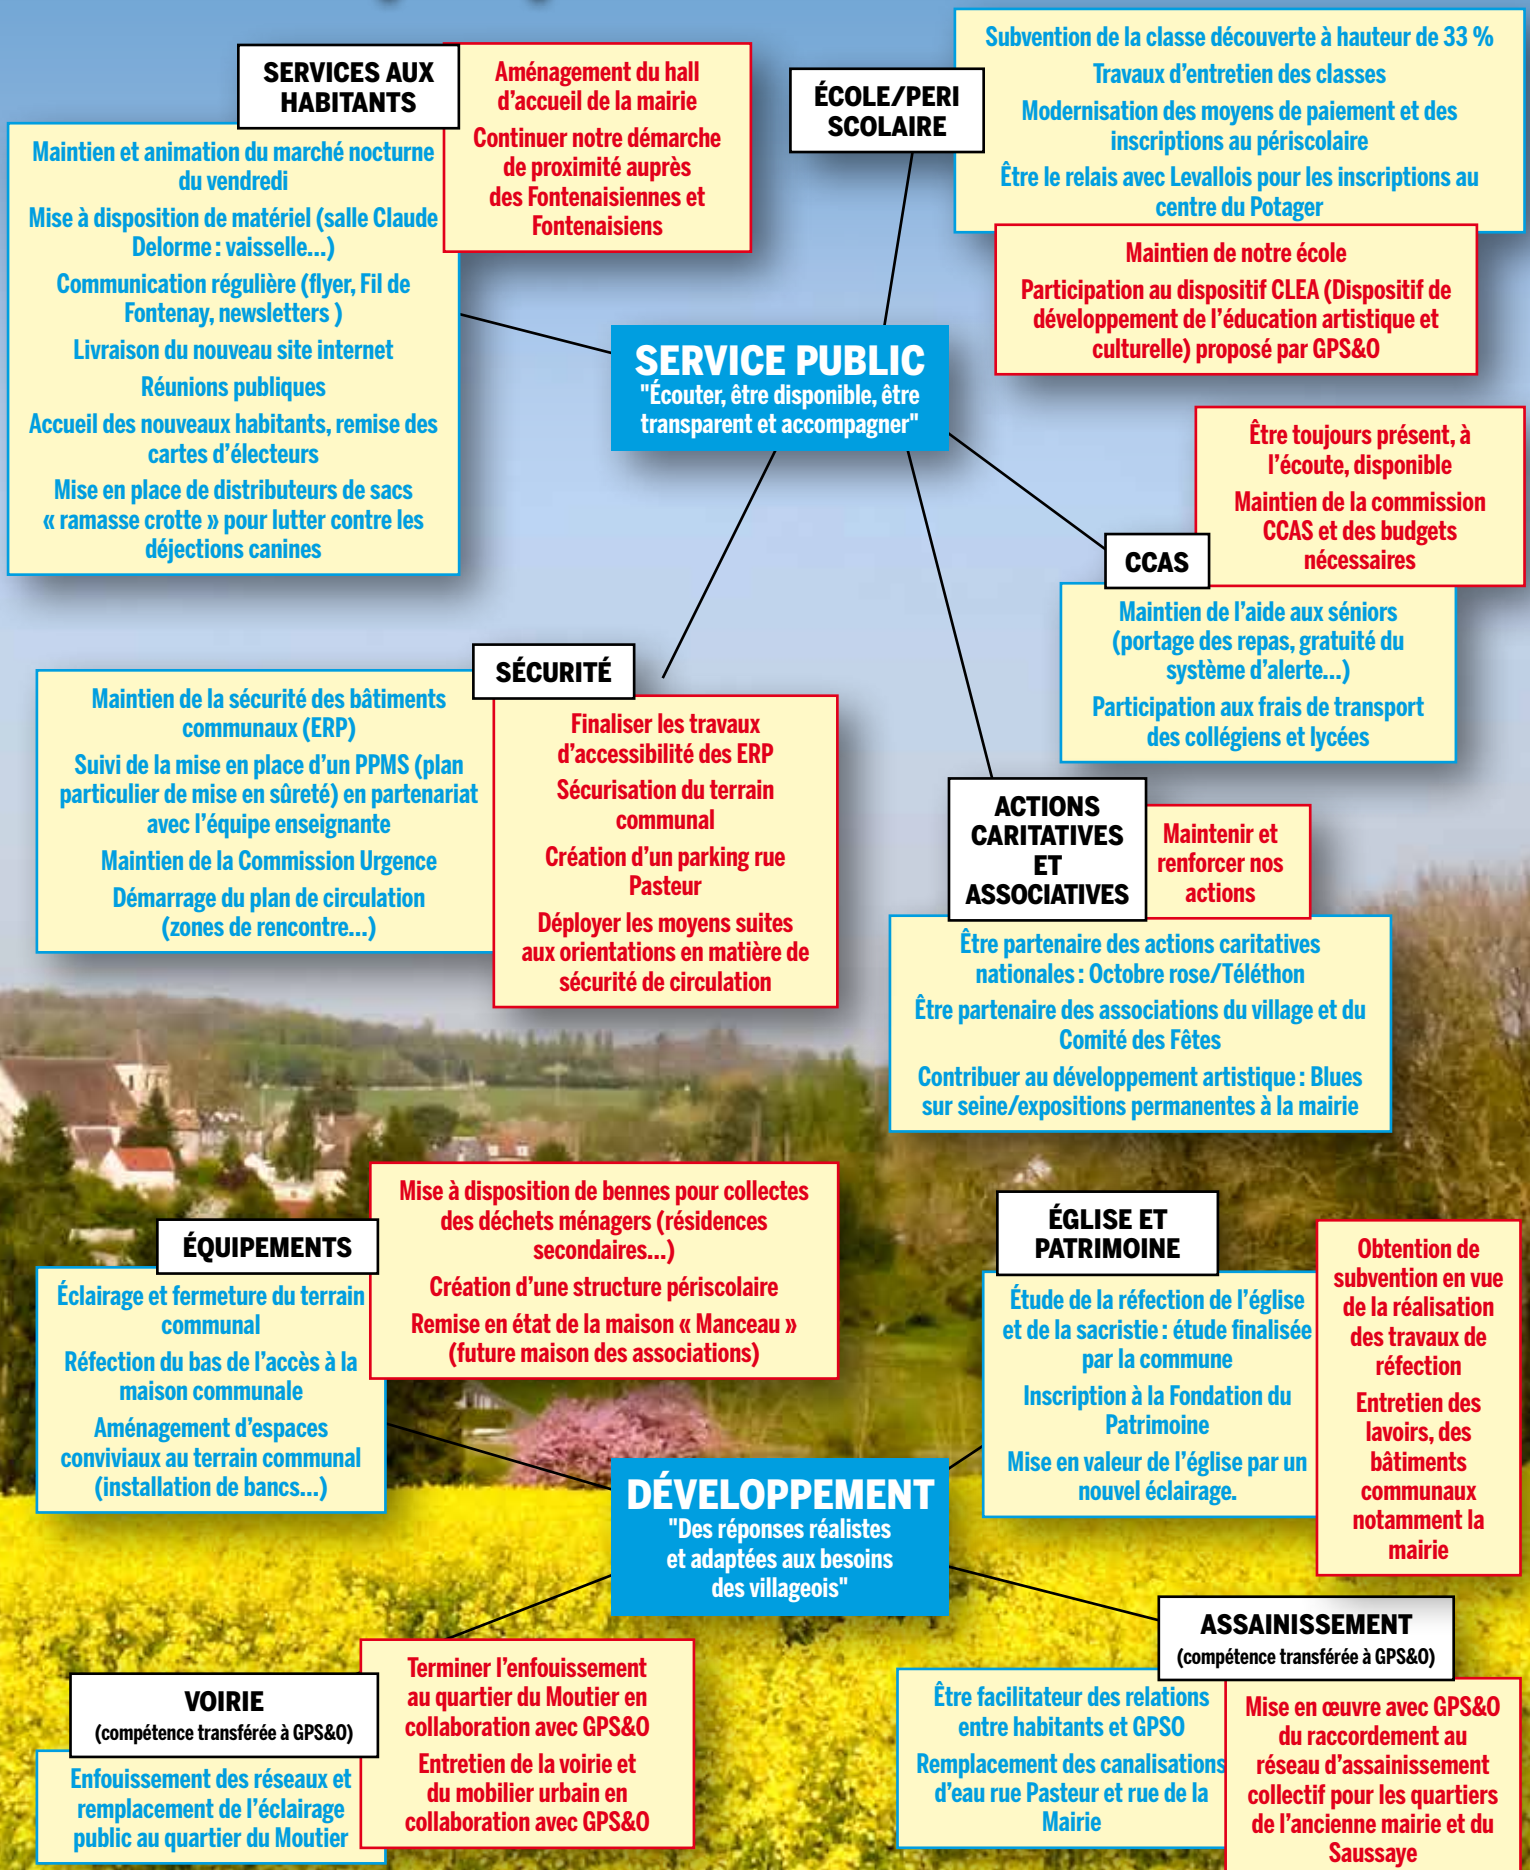 SERVICES AUX
HABITANTS
Maintien et animation du marché nocturne
du vendredi
Mise à disposition de matériel (salle Claude
Delorme : vaisselle...)
Communication régulière (flyer, Fil de
Fontenay, newsletters )
Livraison du nouveau site internet
Réunions publiques
Accueil des nouveaux habitants, remise des
cartes d'électeurs
Mise en place de distributeurs de sacs
« ramasse crotte » pour lutter contre les
déjections canines
Aménagement du hall
d'accueil de la mairie
Continuer notre démarche
de proximité auprès
des Fontenaisiennes et
Fontenaisiens
ÉCOLE/PERI
SCOLAIRE
Subvention de la classe découverte à hauteur de 33 %
Travaux d'entretien des classes
Modernisation des moyens de paiement et des
inscriptions au périscolaire
Être le relais avec Levallois pour les inscriptions au
centre du Potager
Maintien de notre école
Participation au dispositif CLEA (Dispositif de
développement de l'éducation artistique et
culturelle) proposé par GPS&O
SERVICE PUBLIC
"Écouter, être disponible, être
transparent et accompagner"
Être toujours présent, à
l'écoute, disponible
Maintien de la commission
CCAS et des budgets
nécessaires
CCAS
Maintien de l'aide aux séniors
(portage des repas, gratuité du
système d'alerte...)
Participation aux frais de transport
des collégiens et lycées
SÉCURITÉ
Maintien de la sécurité des bâtiments
communaux (ERP)
Suivi de la mise en place d'un PPMS (plan
particulier de mise en sûreté) en partenariat
avec l'équipe enseignante
Maintien de la Commission Urgence
Démarrage du plan de circulation
(zones de rencontre...)
Finaliser les travaux
d'accessibilité des ERP
Sécurisation du terrain
communal
Création d'un parking rue
Pasteur
Déployer les moyens suites
aux orientations en matière de
sécurité de circulation
ACTIONS
CARITATIVES
ET
ASSOCIATIVES
Maintenir et
renforcer nos
actions
Être partenaire des actions caritatives
nationales : Octobre rose/Téléthon
Être partenaire des associations du village et du
Comité des Fêtes
Contribuer au développement artistique : Blues
sur seine/expositions permanentes à la mairie
ÉQUIPEMENTS
Éclairage et fermeture du terrain
communal
Réfection du bas de l'accès à la
maison communale
Aménagement d'espaces
conviviaux au terrain communal
(installation de bancs...)
Mise à disposition de bennes pour collectes
des déchets ménagers (résidences
secondaires...)
Création d'une structure périscolaire
Remise en état de la maison « Manceau »
(future maison des associations)
ÉGLISE ET
PATRIMOINE
Étude de la réfection de l'église
et de la sacristie : étude finalisée
par la commune
Inscription à la Fondation du
Patrimoine
Mise en valeur de l'église par un
nouvel éclairage.
Obtention de
subvention en vue
de la réalisation
des travaux de
réfection
Entretien des
lavoirs, des
bâtiments
communaux
notamment la
mairie
DÉVELOPPEMENT
"Des réponses réalistes
et adaptées aux besoins
des villageois"
VOIRIE
(compétence transférée à GPS&O)
Enfouissement des réseaux et
remplacement de l'éclairage
public au quartier du Moutier
Terminer l'enfouissement
au quartier du Moutier en
collaboration avec GPS&O
Entretien de la voirie et
du mobilier urbain en
collaboration avec GPS&O
ASSAINISSEMENT
(compétence transférée à GPS&O)
Être facilitateur des relations
entre habitants et GPSO
Remplacement des canalisations
d'eau rue Pasteur et rue de la
Mairie
Mise en œuvre avec GPS&O
du raccordement au
réseau d'assainissement
collectif pour les quartiers
de l'ancienne mairie et du
Saussaye